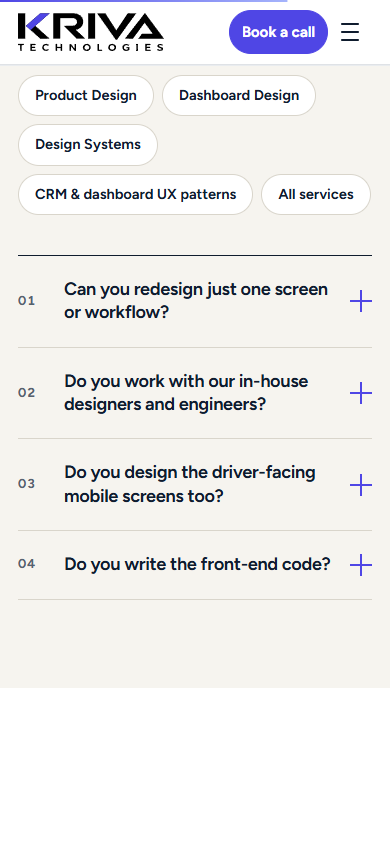 KRIVA
TECHNOLOGIES
Book a call
Product Design
Dashboard Design
Design Systems
CRM & dashboard UX patterns
All services
01
Can you redesign just one screen
or workflow?
02
Do you work with our in-house
designers and engineers?
03
Do you design the driver-facing
mobile screens too?
04
Do you write the front-end code?